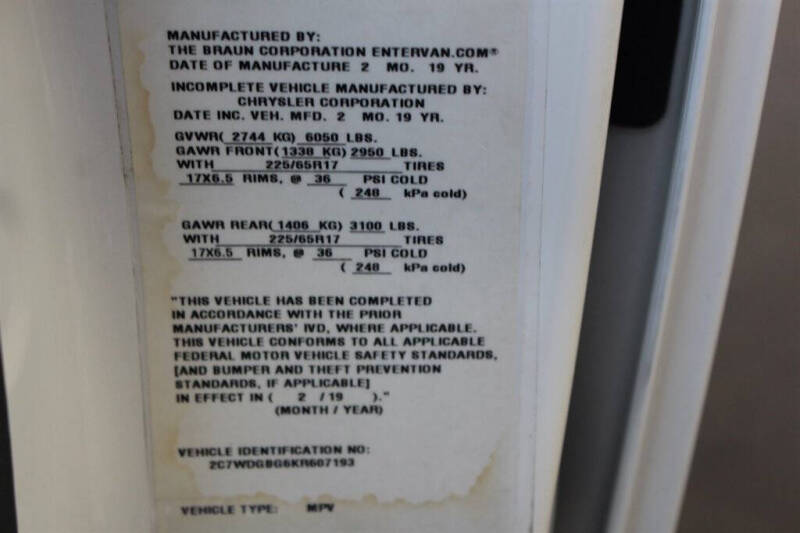 MANUFACTURED BY:
THE BRAUN CORPORATION ENTERVAN.COM®
DATE OF MANUFACTURE 2 MO. 19 YR.
INCOMPLETE VEHICLE MANUFACTURED BY:
CHRYSLER CORPORATION
DATE INC. VEH. MFD. 2 MO. 19 YR.
GVWR( 2744 KG) 6050 LBS.
GAWR FRONT(1338 KG) 2950 LBS.
WITH 225/65R17 TIRES
17X6.5 RIMS, @ 36 PSI COLD
( 248 kPa cold)
GAWR REAR(1406 KG) 3100 LBS.
WITH 225/65R17 TIRES
17X6.5 RIMS, @ 36 PSI COLD
( 248 kPa cold)
"THIS VEHICLE HAS BEEN COMPLETED
IN ACCORDANCE WITH THE PRIOR
MANUFACTURERS' IVD, WHERE APPLICABLE.
THIS VEHICLE CONFORMS TO ALL APPLICABLE
FEDERAL MOTOR VEHICLE SAFETY STANDARDS,
[AND BUMPER AND THEFT PREVENTION
STANDARDS, IF APPLICABLE]
IN EFFECT IN ( 2 / 19 )."
(MONTH / YEAR)
VEHICLE IDENTIFICATION NO:
2C7WDGBG6KR607193
VEHICLE TYPE: MPV